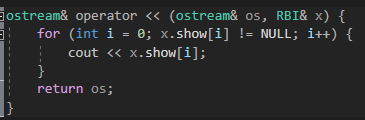 ostream& operator << (ostream& os, RBI& x) {
    for (int i = 0; x.show[i] != NULL; i++) {
        cout << x.show[i];
    }
    return os;
}